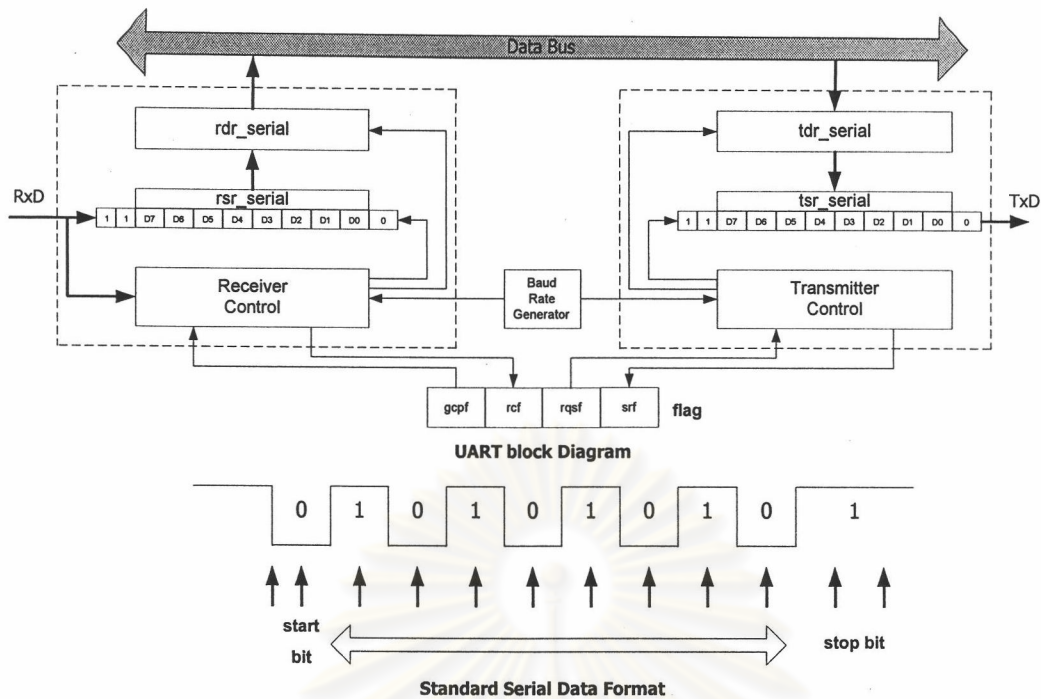 Data Bus
rdr_serial
tdr_serial
RxD
rsr_serial
1 1 D7 D6 D5 D4 D3 D2 D1 D0 0
tsr_serial
1 1 D7 D6 D5 D4 D3 D2 D1 D0 0
TxD
Receiver
Control
Baud
Rate
Generator
Transmitter
Control
gcpf rcf rqsf srf flag
UART block Diagram
0 1 0 1 0 1 0 1 0 1
start
bit
stop bit
Standard Serial Data Format